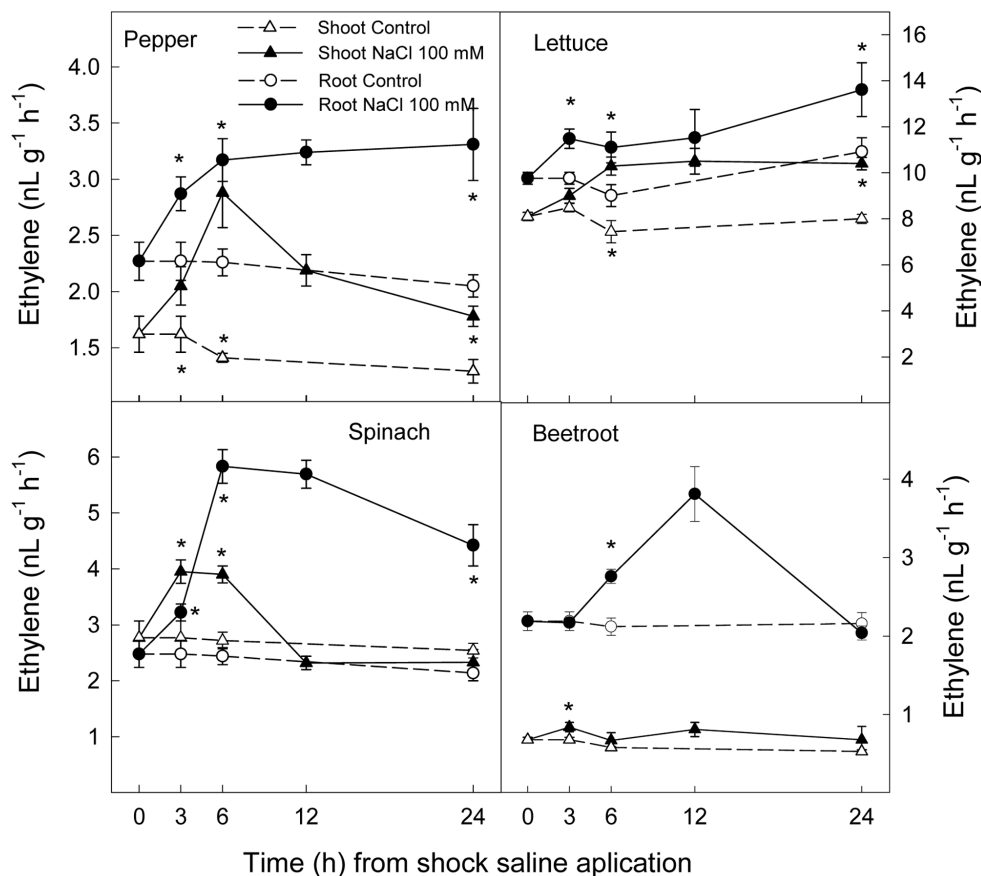 Pepper
Shoot Control
Shoot NaCl 100 mM
Root Control
Root NaCl 100 mM
Ethylene (nL g⁻¹ h⁻¹)
4.0
3.5
3.0
2.5
2.0
1.5
*
*
*
*
*
*
Lettuce
Ethylene (nL g⁻¹ h⁻¹)
16
14
12
10
8
6
4
2
*
*
*
*
*
Spinach
Ethylene (nL g⁻¹ h⁻¹)
6
5
4
3
2
1
*
*
*
*
*
0 3 6 12 24
Beetroot
Ethylene (nL g⁻¹ h⁻¹)
4
3
2
1
*
*
0 3 6 12 24
Time (h) from shock saline aplication